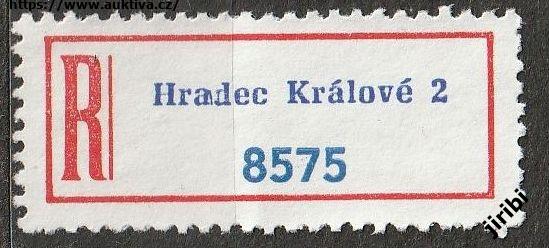 https://www.auktiva.cz/
R
Hradec Králové 2
8575
jiribi